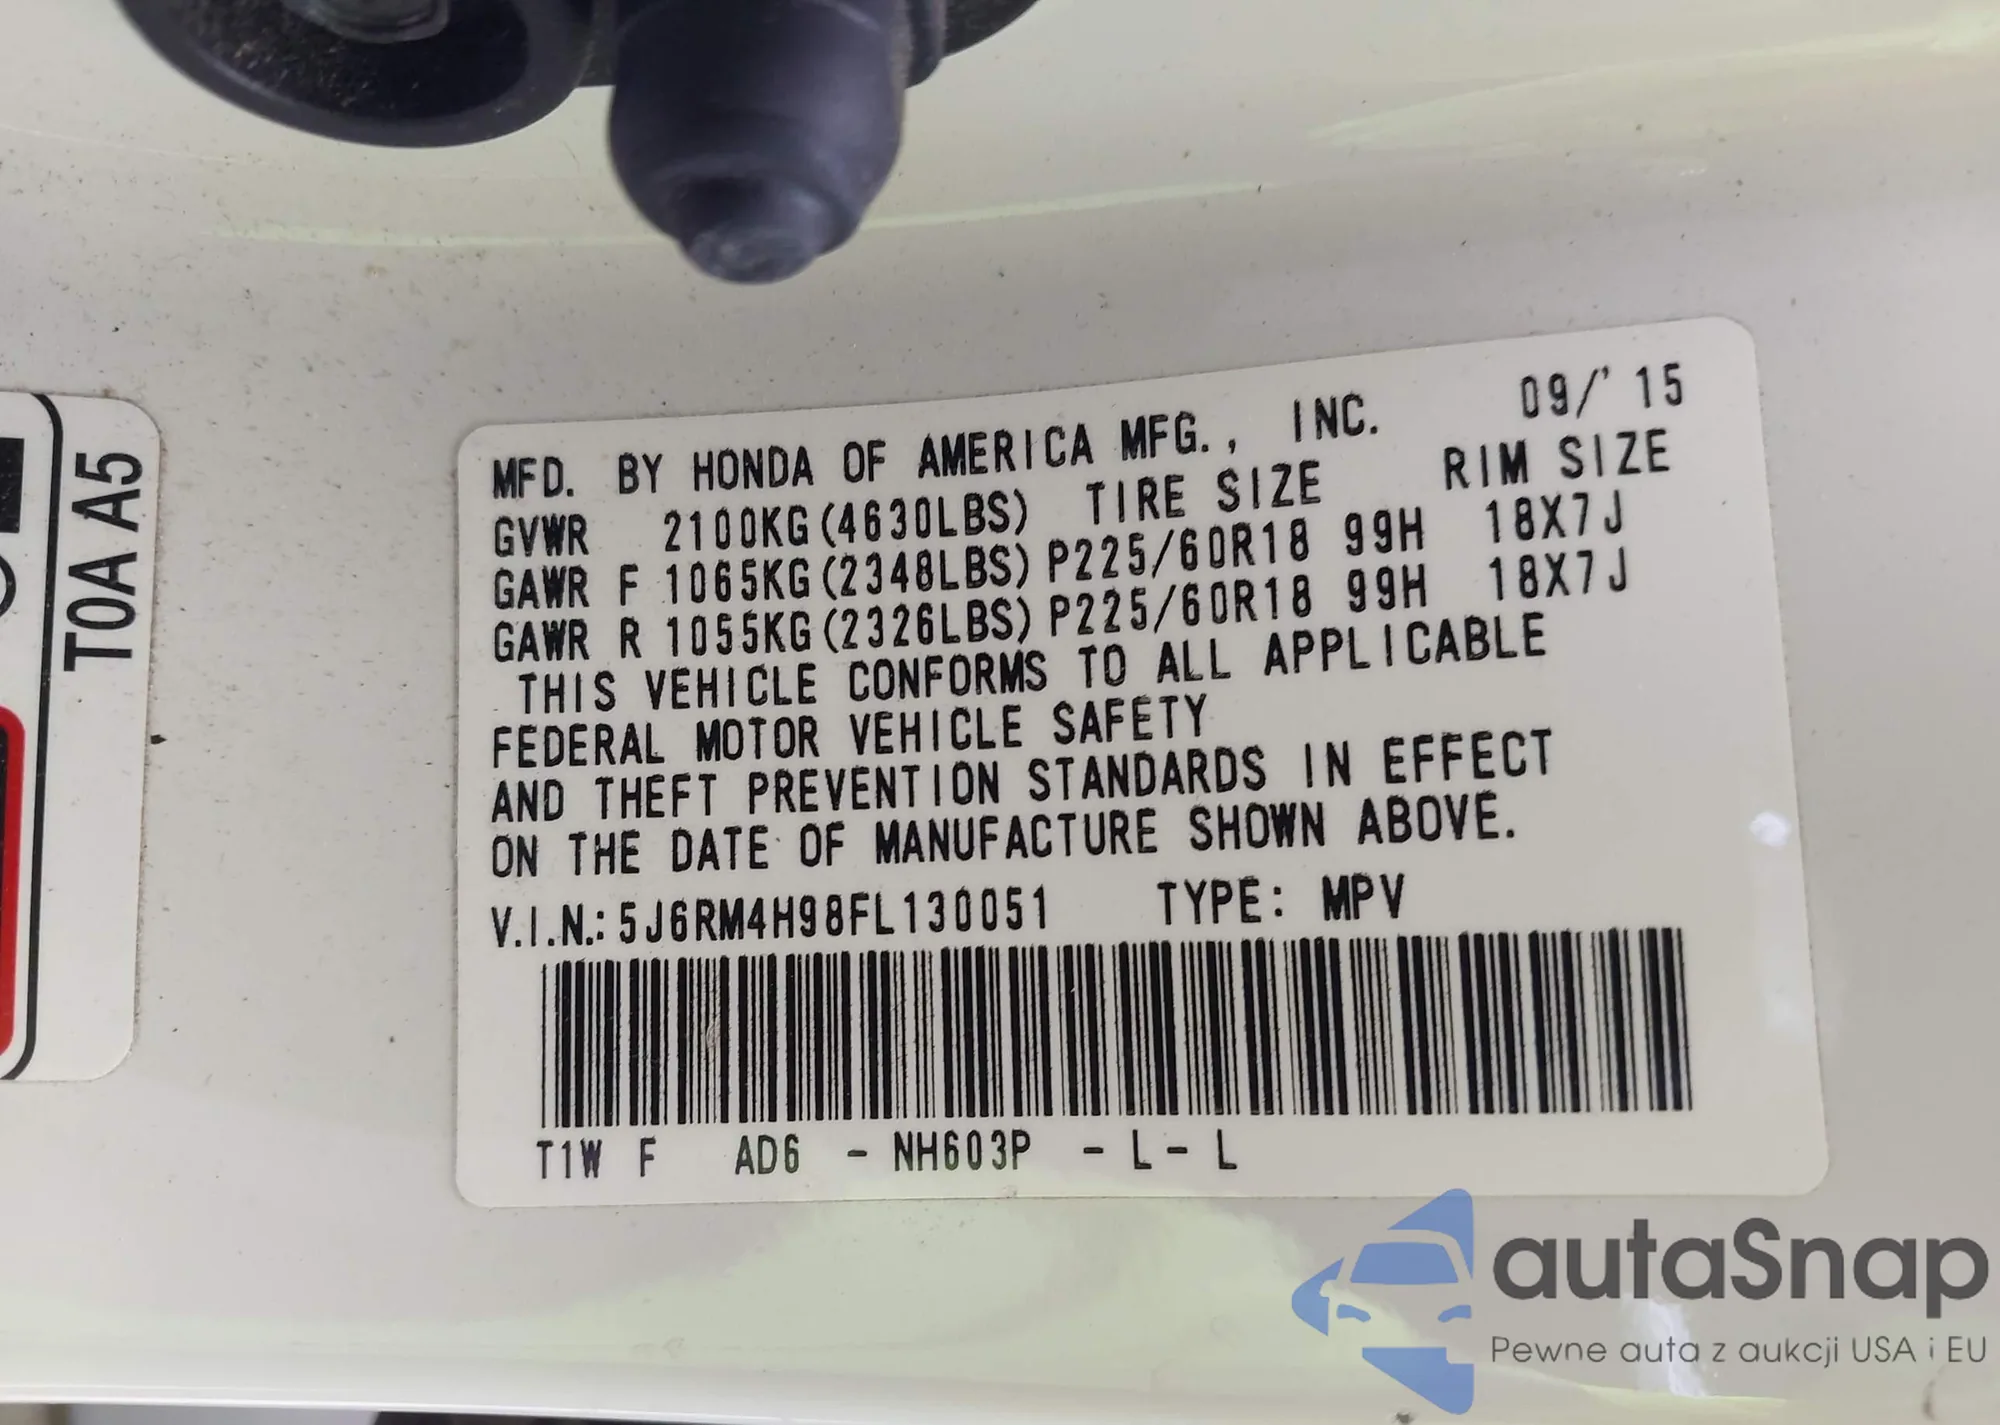 TOA A5
MFD. BY HONDA OF AMERICA MFG., INC. 09/'15
GVWR 2100KG(4630LBS) TIRE SIZE RIM SIZE
GAWR F 1065KG(2348LBS) P225/60R18 99H 18X7J
GAWR R 1055KG(2326LBS) P225/60R18 99H 18X7J
THIS VEHICLE CONFORMS TO ALL APPLICABLE
FEDERAL MOTOR VEHICLE SAFETY
AND THEFT PREVENTION STANDARDS IN EFFECT
ON THE DATE OF MANUFACTURE SHOWN ABOVE.
V.I.N.: 5J6RM4H98FL130051 TYPE: MPV
T1W F AD6 - NH603P - L - L
autaSnap
Pewne auta z aukcji USA i EU